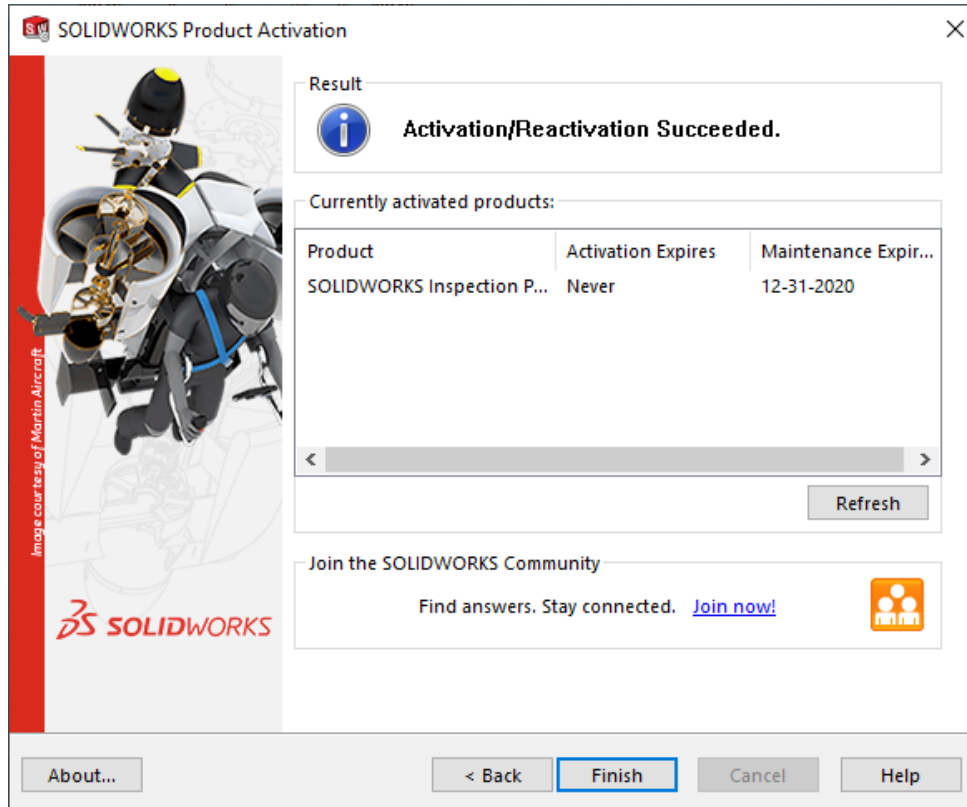 SOLIDWORKS Product Activation
Result
Activation/Reactivation Succeeded.
Currently activated products:
Product Activation Expires Maintenance Expir...
SOLIDWORKS Inspection P... Never 12-31-2020
Refresh
Join the SOLIDWORKS Community
Find answers. Stay connected. Join now!
Image courtesy of Martin Aircraft
SOLIDWORKS
About... < Back Finish Cancel Help